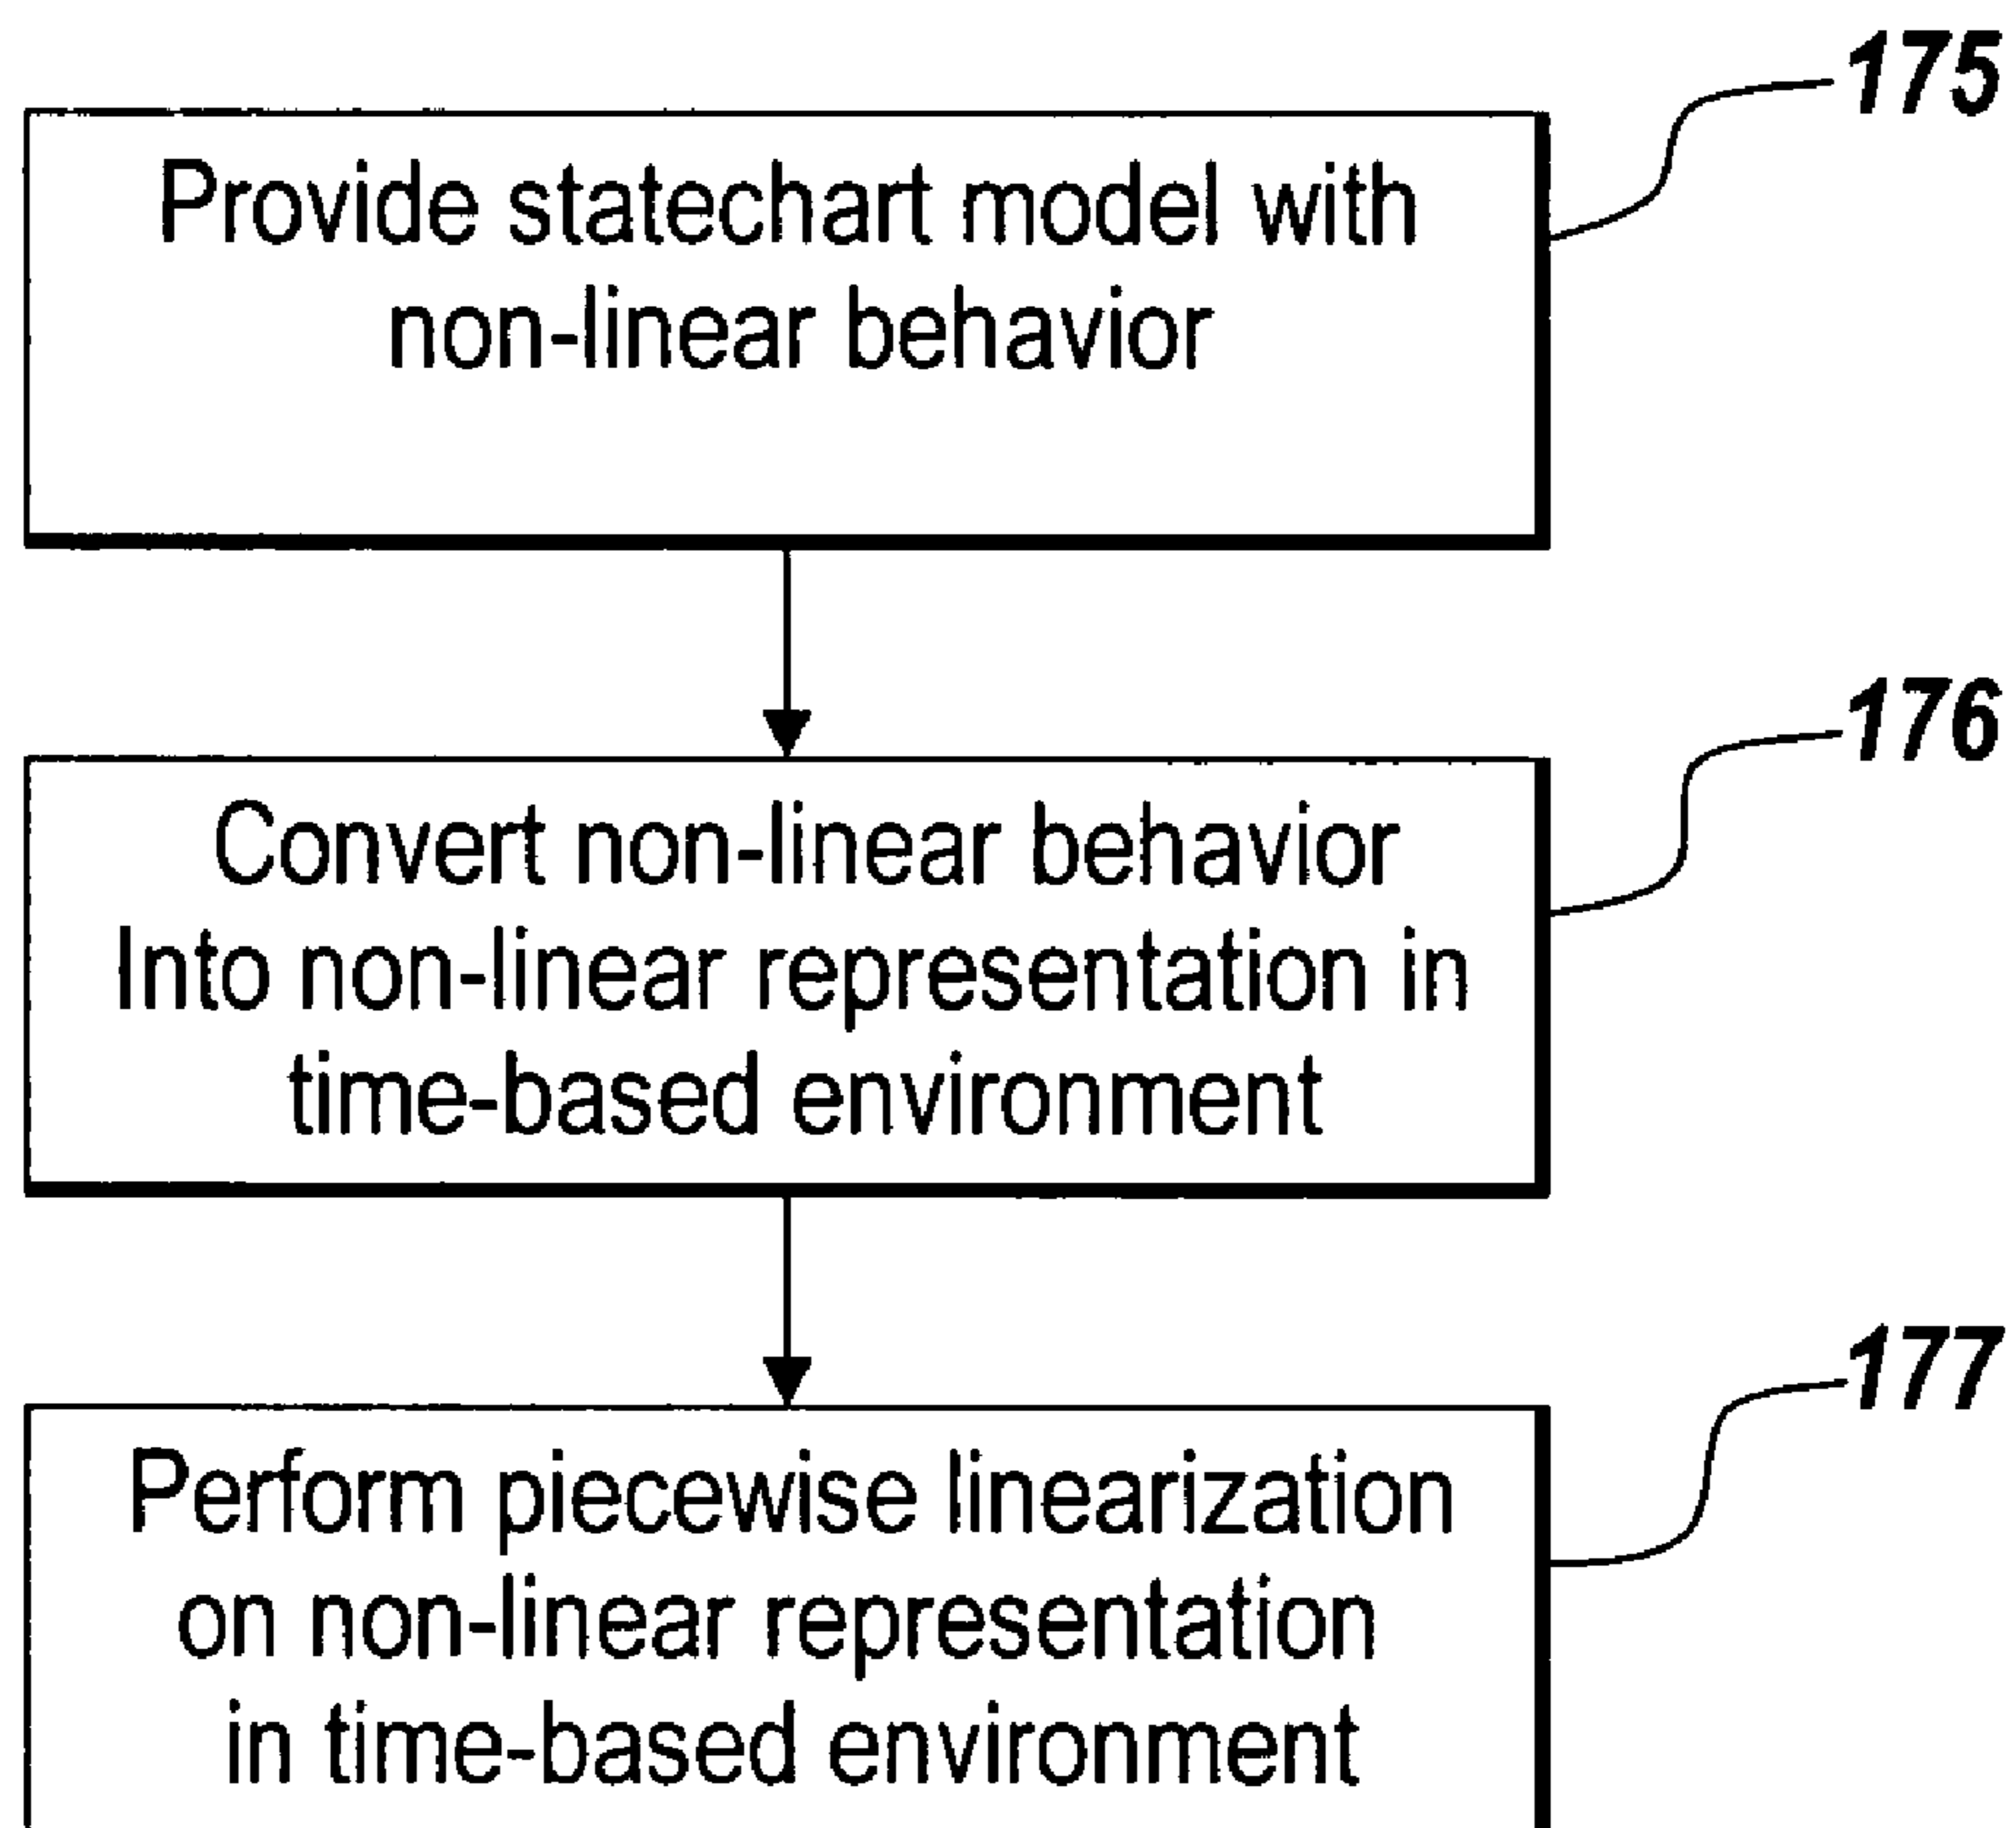 175
Provide statechart model with
non-linear behavior
176
Convert non-linear behavior
Into non-linear representation in
time-based environment
177
Perform piecewise linearization
on non-linear representation
in time-based environment